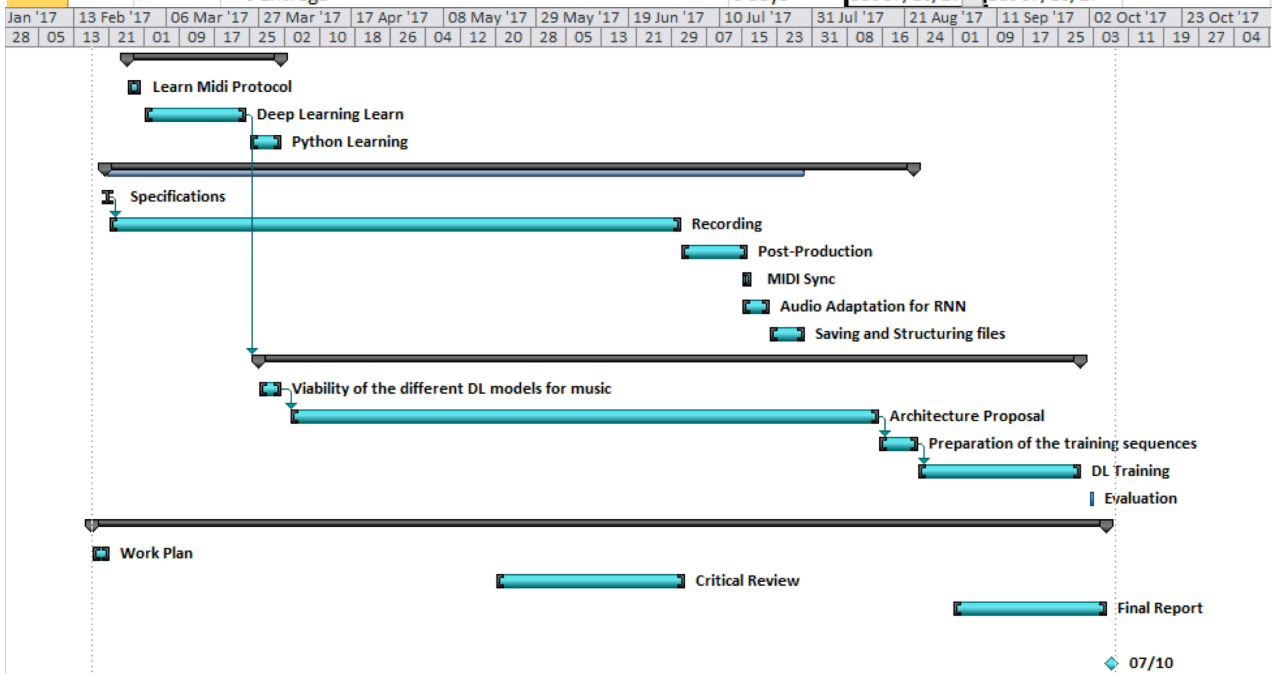 Jan '17 13 Feb '17 06 Mar '17 27 Mar '17 17 Apr '17 08 May '17 29 May '17 19 Jun '17 10 Jul '17 31 Jul '17 21 Aug '17 11 Sep '17 02 Oct '17 23 Oct '17
28 05 13 21 01 09 17 25 02 10 18 26 04 12 20 28 05 13 21 29 07 15 23 31 08 16 24 01 09 17 25 03 11 19 27 04
Learn Midi Protocol
Deep Learning Learn
Python Learning
Specifications
Recording
Post-Production
MIDI Sync
Audio Adaptation for RNN
Saving and Structuring files
Viability of the different DL models for music
Architecture Proposal
Preparation of the training sequences
DL Training
Evaluation
Work Plan
Critical Review
Final Report
07/10